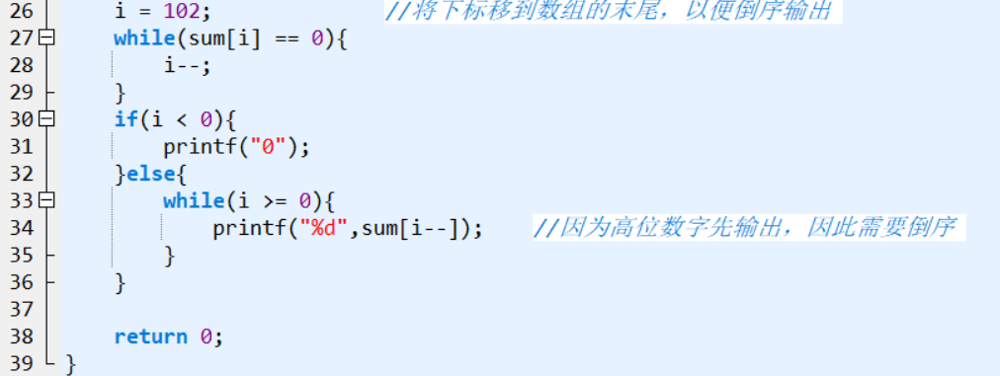 26 i = 102; //将下标移到数组的末尾，以便倒序输出
27 while(sum[i] == 0){
28 i--;
29 }
30 if(i < 0){
31 printf("0");
32 }else{
33 while(i >= 0){
34 printf("%d",sum[i--]); //因为高位数字先输出，因此需要倒序
35 }
36 }
37
38 return 0;
39 }